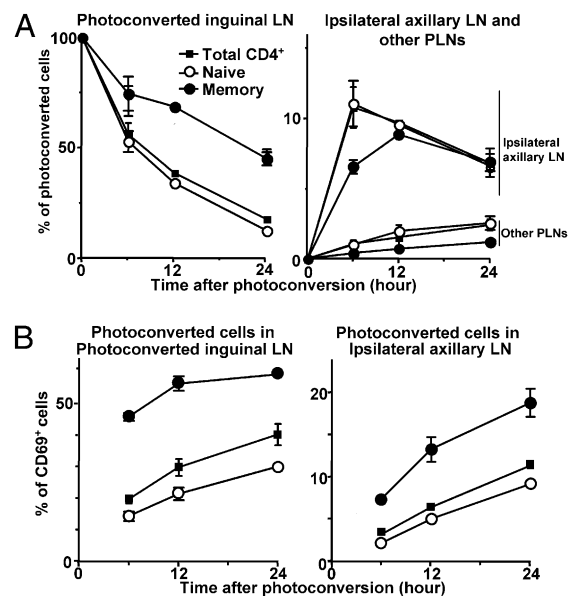 A
Photoconverted inguinal LN
Ipsilateral axillary LN and
other PLNs
% of photoconverted cells
100
50
0
Total CD4⁺
Naive
Memory
0
12
24
10
0
Ipsilateral
axillary LN
Other PLNs
0
12
24
Time after photoconversion (hour)
B
Photoconverted cells in
Photoconverted inguinal LN
Photoconverted cells in
Ipsilateral axillary LN
% of CD69⁺ cells
50
0
0
12
24
20
10
0
0
12
24
Time after photoconversion (hour)